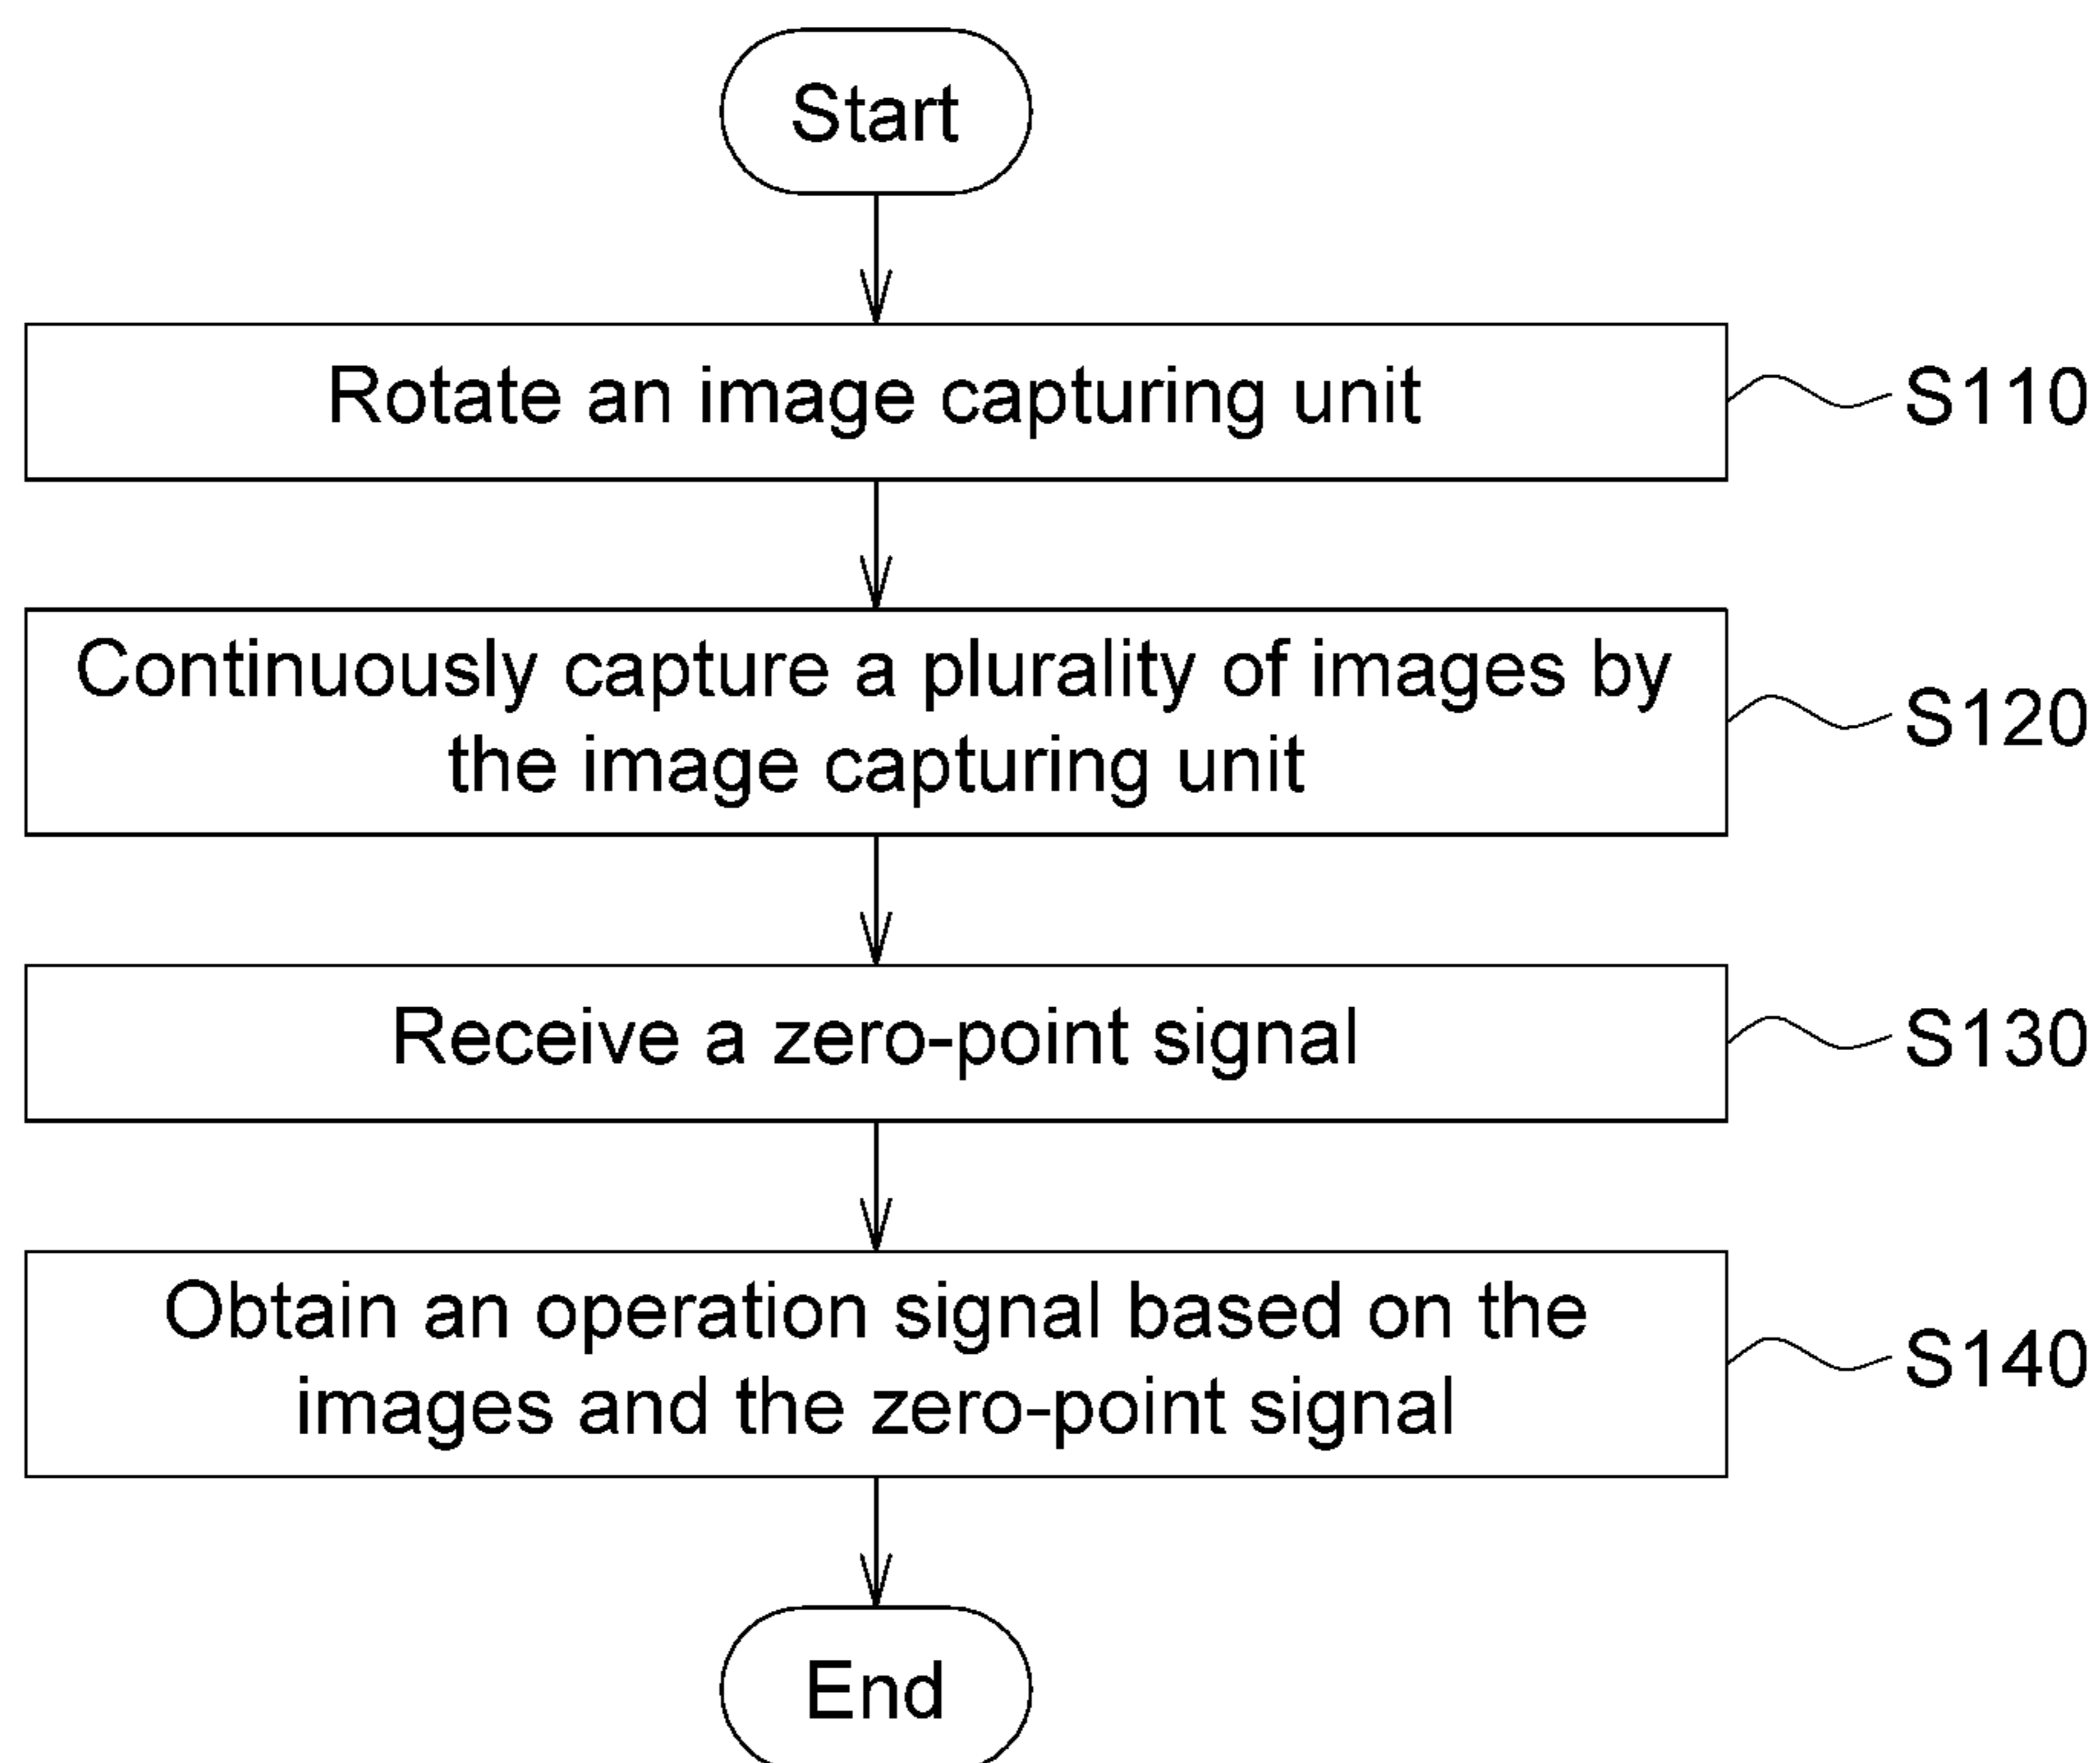 Start
Rotate an image capturing unit
S110
Continuously capture a plurality of images by
the image capturing unit
S120
Receive a zero-point signal
S130
Obtain an operation signal based on the
images and the zero-point signal
S140
End